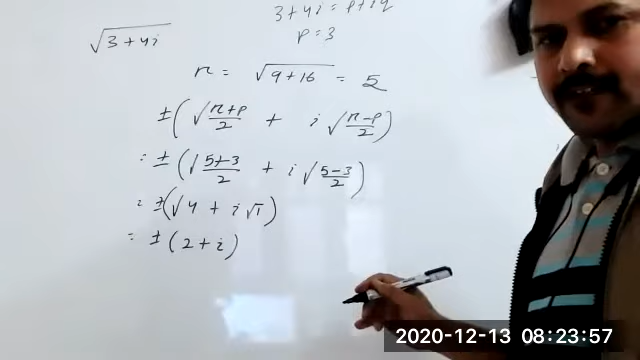 3+4i = p+iq
p = 3
√3+4i
r = √9+16 = 5
±(√r+p/2 + i√r-p/2)
= ±(√5+3/2 + i√5-3/2)
= ±(√4 + i√1)
= ±(2+i)
2020-12-13 08:23:57